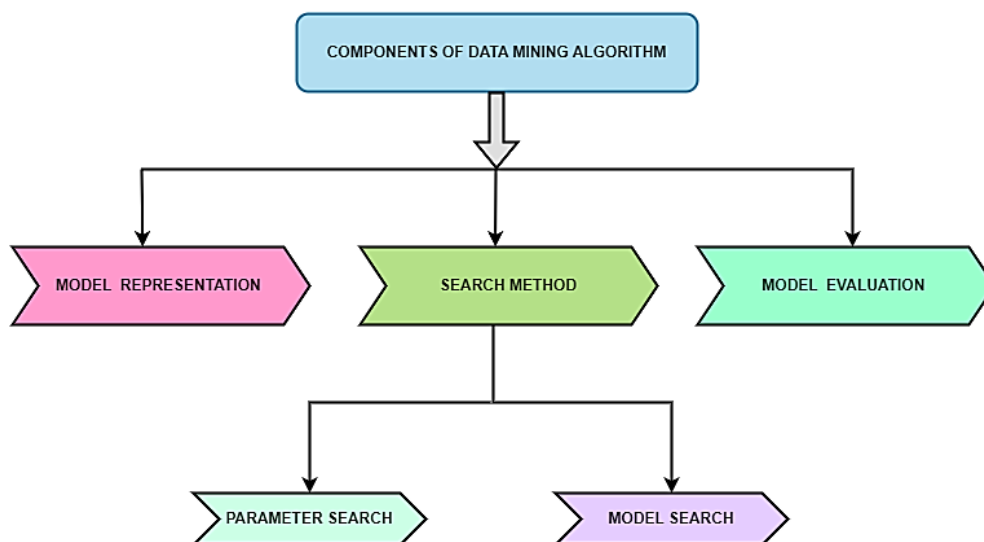 COMPONENTS OF DATA MINING ALGORITHM
MODEL REPRESENTATION
SEARCH METHOD
MODEL EVALUATION
PARAMETER SEARCH
MODEL SEARCH